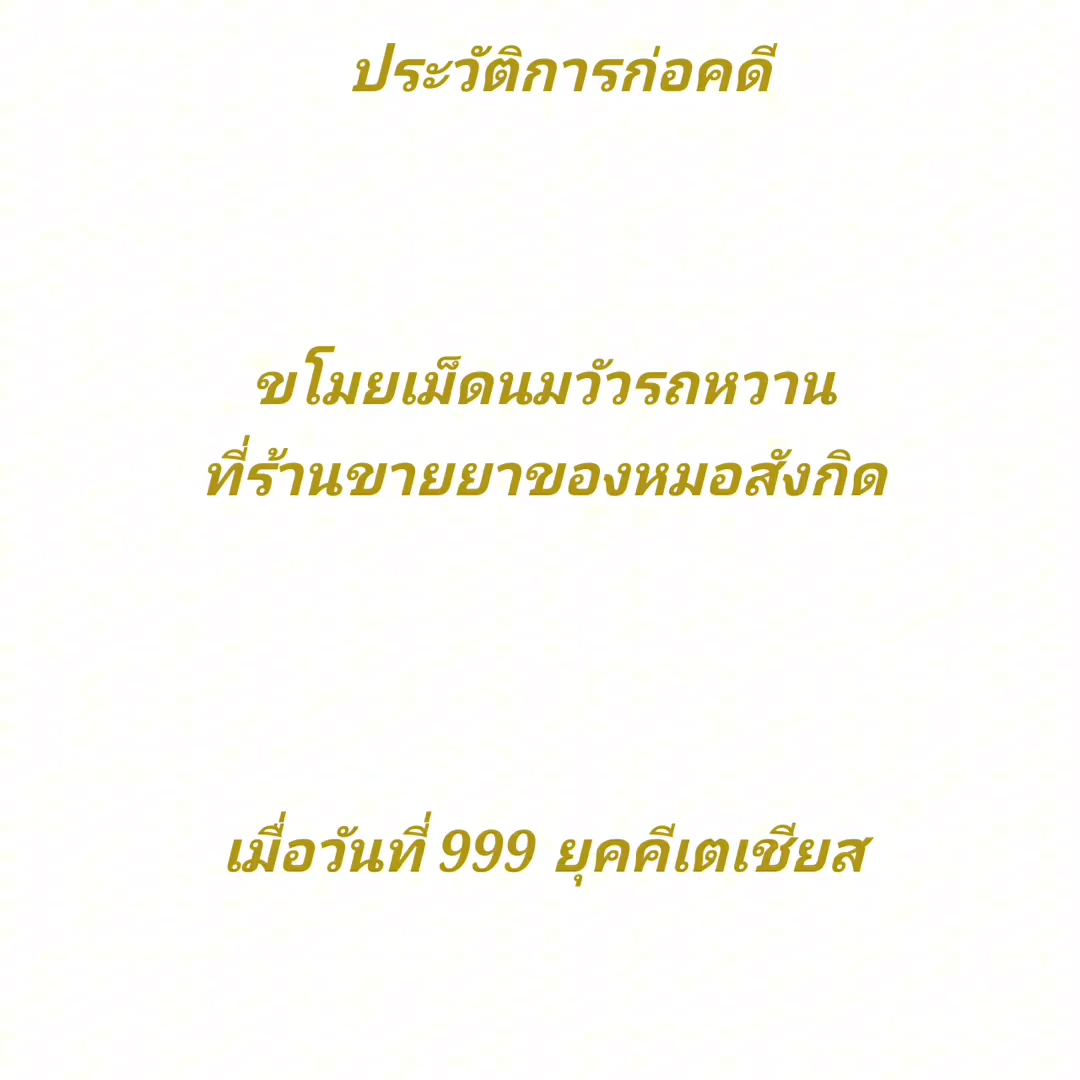 ประวัติการก่อคดี
ขโมยเม็ดนมวัวรถหวาน
ที่ร้านขายยาของหมอสังกิด
เมื่อวันที่ 999 ยุคคีเตเชียส